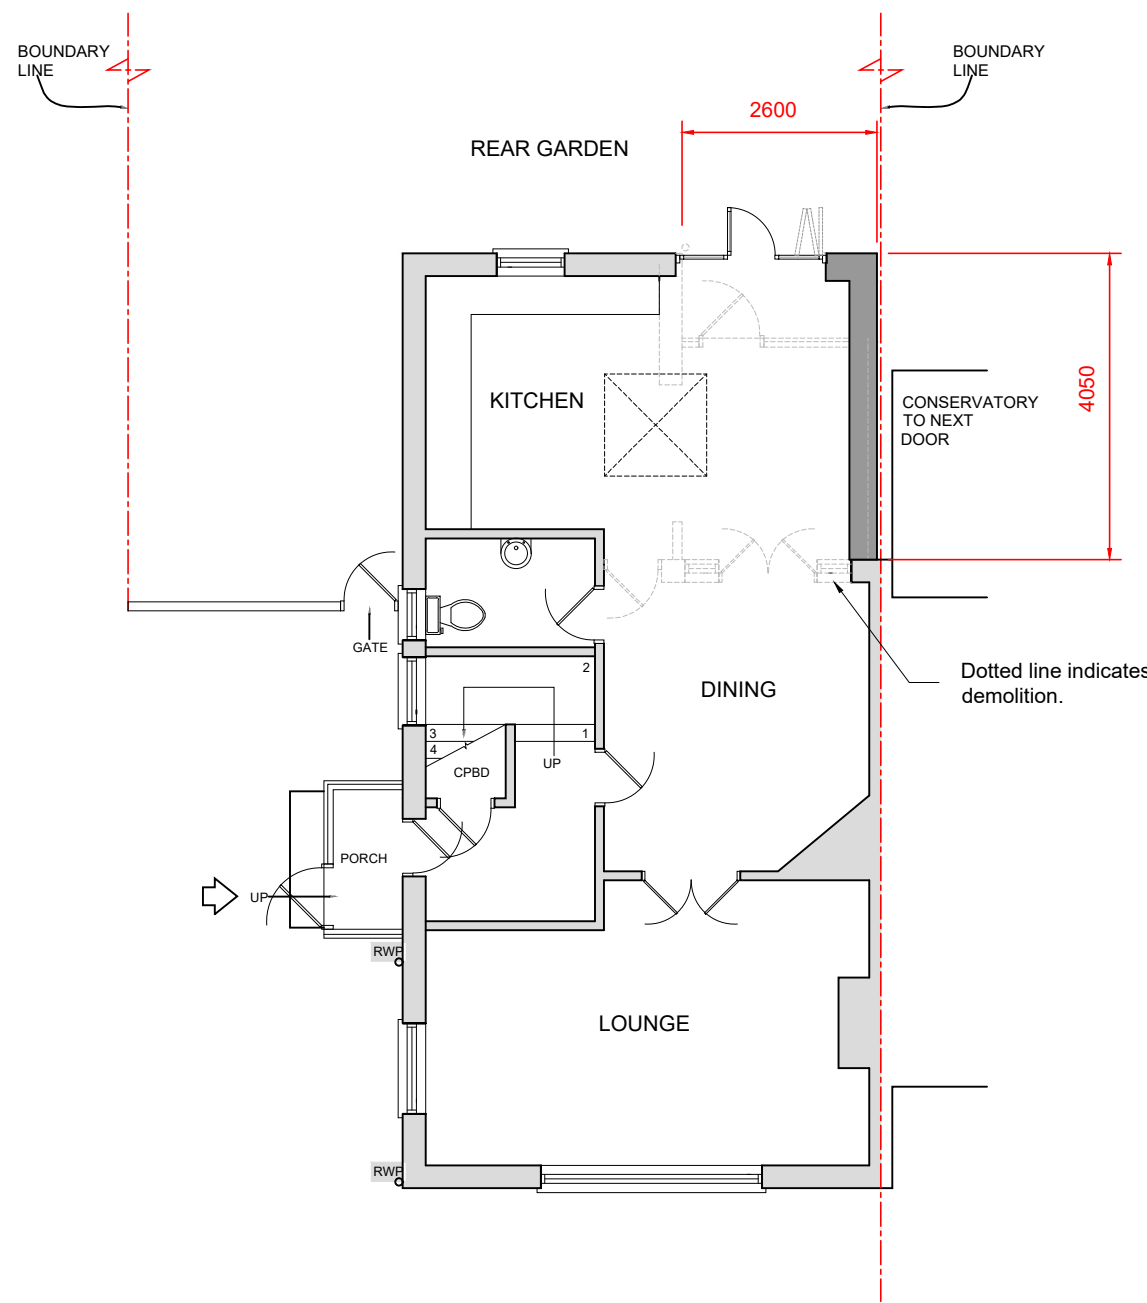 BOUNDARY
LINE
BOUNDARY
LINE
2600
REAR GARDEN
KITCHEN
4050
CONSERVATORY
TO NEXT
DOOR
GATE
2
DINING
Dotted line indicates
demolition.
3
1
4
CPBD
UP
PORCH
UP
RWP
LOUNGE
RWP